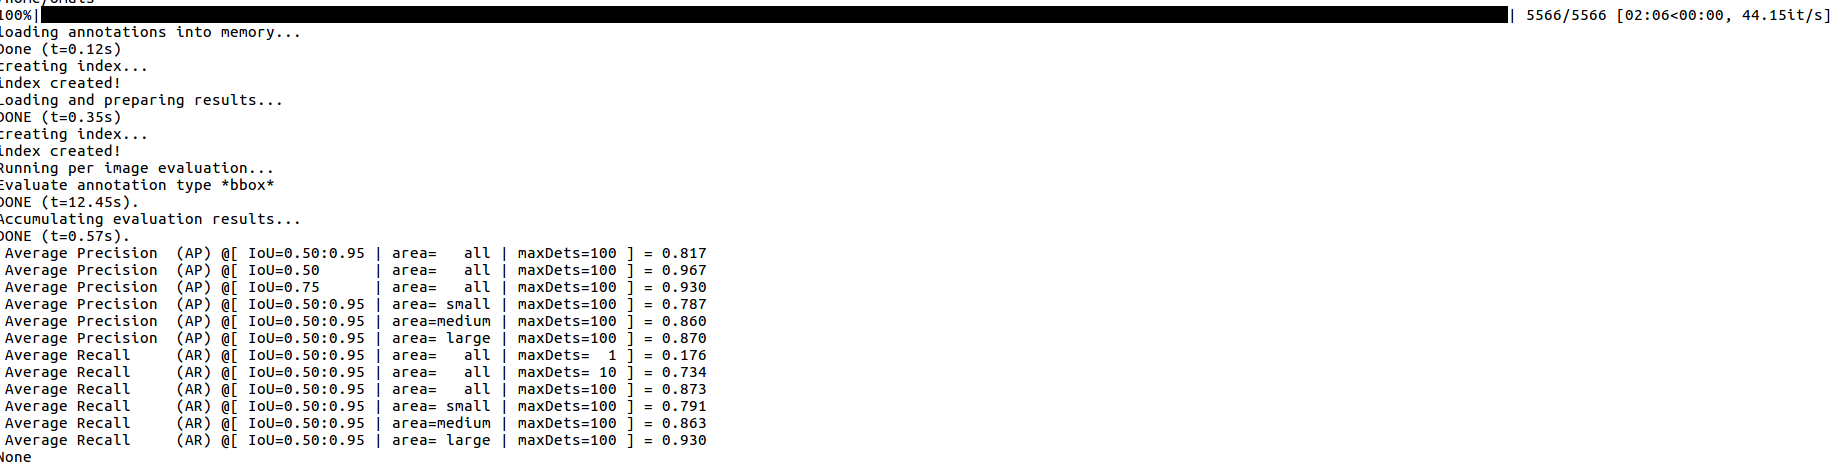 100%| | 5566/5566 [02:06<00:00, 44.15it/s]
loading annotations into memory...
Done (t=0.12s)
creating index...
index created!
Loading and preparing results...
DONE (t=0.35s)
creating index...
index created!
Running per image evaluation...
Evaluate annotation type *bbox*
DONE (t=12.45s).
Accumulating evaluation results...
DONE (t=0.57s).
 Average Precision  (AP) @[ IoU=0.50:0.95 | area=   all | maxDets=100 ] = 0.817
 Average Precision  (AP) @[ IoU=0.50      | area=   all | maxDets=100 ] = 0.967
 Average Precision  (AP) @[ IoU=0.75      | area=   all | maxDets=100 ] = 0.930
 Average Precision  (AP) @[ IoU=0.50:0.95 | area= small | maxDets=100 ] = 0.787
 Average Precision  (AP) @[ IoU=0.50:0.95 | area=medium | maxDets=100 ] = 0.860
 Average Precision  (AP) @[ IoU=0.50:0.95 | area= large | maxDets=100 ] = 0.870
 Average Recall     (AR) @[ IoU=0.50:0.95 | area=   all | maxDets=  1 ] = 0.176
 Average Recall     (AR) @[ IoU=0.50:0.95 | area=   all | maxDets= 10 ] = 0.734
 Average Recall     (AR) @[ IoU=0.50:0.95 | area=   all | maxDets=100 ] = 0.873
 Average Recall     (AR) @[ IoU=0.50:0.95 | area= small | maxDets=100 ] = 0.791
 Average Recall     (AR) @[ IoU=0.50:0.95 | area=medium | maxDets=100 ] = 0.863
 Average Recall     (AR) @[ IoU=0.50:0.95 | area= large | maxDets=100 ] = 0.930
None